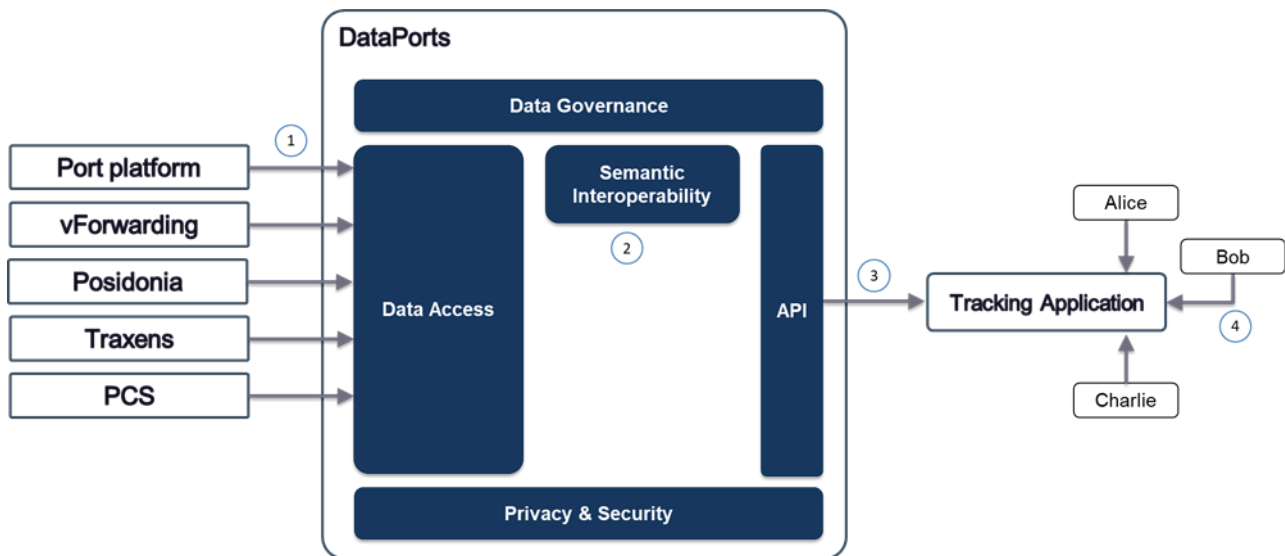 DataPorts
Data Governance
1
Port platform
vForwarding
Posidonia
Traxens
PCS
Data Access
Semantic
Interoperability
2
API
3
Privacy & Security
Alice
Bob
Tracking Application
4
Charlie